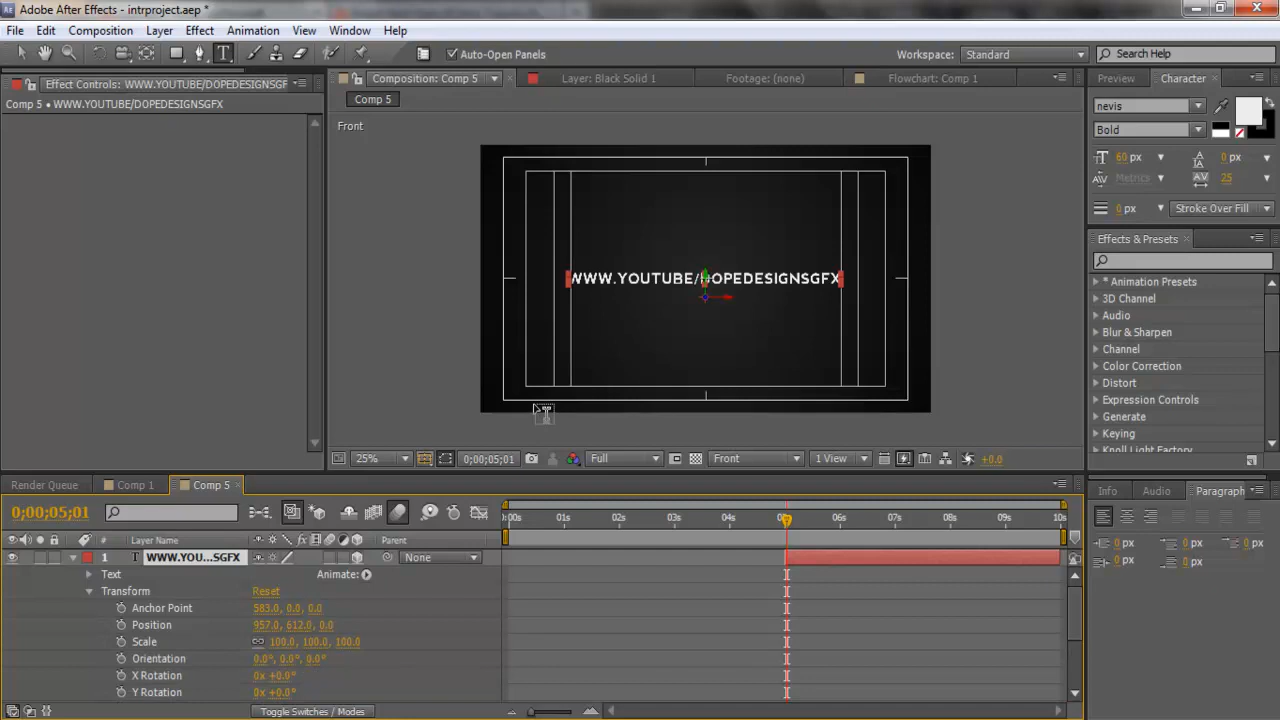 Adobe After Effects - intrproject.aep *
File Edit Composition Layer Effect Animation View Window Help
Auto-Open Panels
Workspace: Standard
Search Help
Effect Controls: WWW.YOUTUBE/DOPEDESIGNSGF
Composition: Comp 5
Layer: Black Solid 1
Footage: (none)
Flowchart: Comp 1
Preview
Character
Comp 5 • WWW.YOUTUBE/DOPEDESIGNSGFX
Comp 5
nevis
Front
Bold
60 px
0 px
Metrics
25
0 px
Stroke Over Fill
Effects & Presets
WWW.YOUTUBE/DOPEDESIGNSGFX
* Animation Presets
3D Channel
Audio
Blur & Sharpen
Channel
Color Correction
Distort
Expression Controls
Generate
Keying
Knoll Light Factory
25%
0;00;05;01
Full
Front
1 View
+0.0
Render Queue
Comp 1
Comp 5
Info
Audio
Paragraph
0;00;05;01
0:00s 01s 02s 03s 04s 05s 06s 07s 08s 09s 10s
# Layer Name
Parent
1 T WWW.YOU...SGFX
None
Text
Animate:
Transform
Reset
Anchor Point
583.0, 0.0, 0.0
Position
957.0, 612.0, 0.0
Scale
100.0, 100.0, 100.0
Orientation
0.0°, 0.0°, 0.0°
X Rotation
0x +0.0°
Y Rotation
0x +0.0°
Toggle Switches / Modes
0 px
0 px
0 px
0 px
0 px